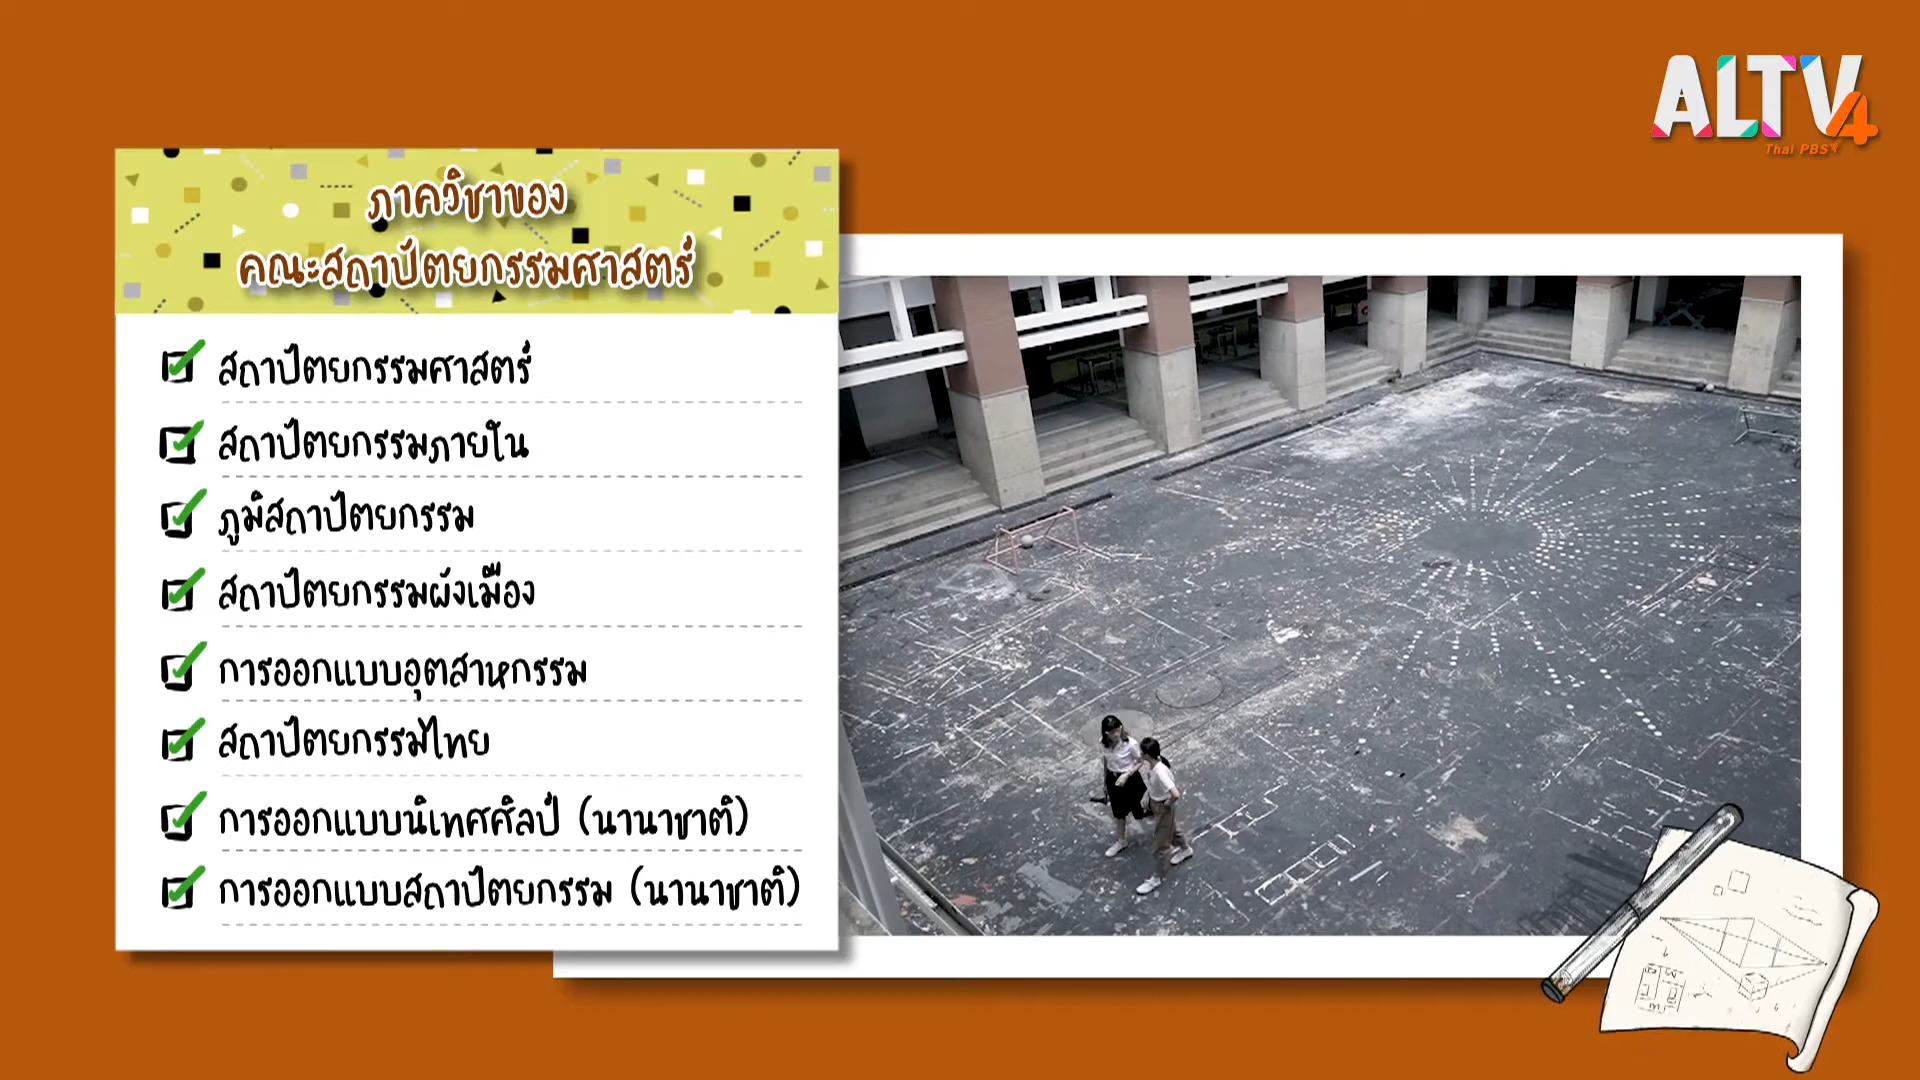 ALTV4
Thai PBS
ภาควิชาของ
คณะสถาปัตยกรรมศาสตร์
สถาปัตยกรรมศาสตร์
สถาปัตยกรรมภายใน
ภูมิสถาปัตยกรรม
สถาปัตยกรรมผังเมือง
การออกแบบอุตสาหกรรม
สถาปัตยกรรมไทย
การออกแบบนิเทศศิลป์ (นานาชาติ)
การออกแบบสถาปัตยกรรม (นานาชาติ)